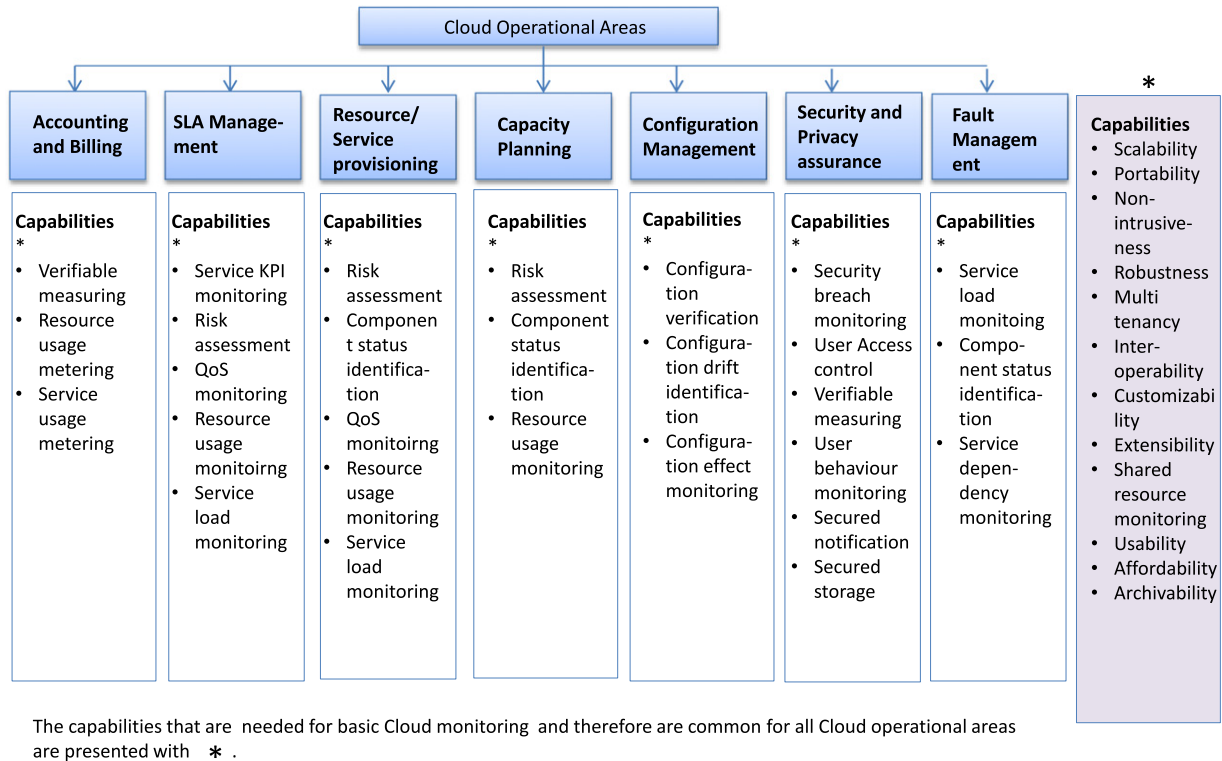 Cloud Operational Areas
Accounting
and Billing
SLA Manage-
ment
Resource/
Service
provisioning
Capacity
Planning
Configuration
Management
Security and
Privacy
assurance
Fault
Managem
ent
Capabilities
*
• Verifiable
measuring
• Resource
usage
metering
• Service
usage
metering
Capabilities
*
• Service KPI
monitoring
• Risk
assessment
• QoS
monitoring
• Resource
usage
monitoirng
• Service
load
monitoring
Capabilities
*
• Risk
assessment
• Componen
t status
identifica-
tion
• QoS
monitoirng
• Resource
usage
monitoring
• Service
load
monitoring
Capabilities
*
• Risk
assessment
• Component
status
identifica-
tion
• Resource
usage
monitoring
Capabilities
*
• Configura-
tion
verification
• Configura-
tion drift
identifica-
tion
• Configura-
tion effect
monitoring
Capabilities
*
• Security
breach
monitoring
• User Access
control
• Verifiable
measuring
• User
behaviour
monitoring
• Secured
notification
• Secured
storage
Capabilities
*
• Service
load
monitoing
• Compo-
nent status
identifica-
tion
• Service
depen-
dency
monitoring
*
Capabilities
• Scalability
• Portability
• Non-
intrusive-
ness
• Robustness
• Multi
tenancy
• Inter-
operability
• Customizabi
lity
• Extensibility
• Shared
resource
monitoring
• Usability
• Affordability
• Archivability
The capabilities that are needed for basic Cloud monitoring and therefore are common for all Cloud operational areas
are presented with * .